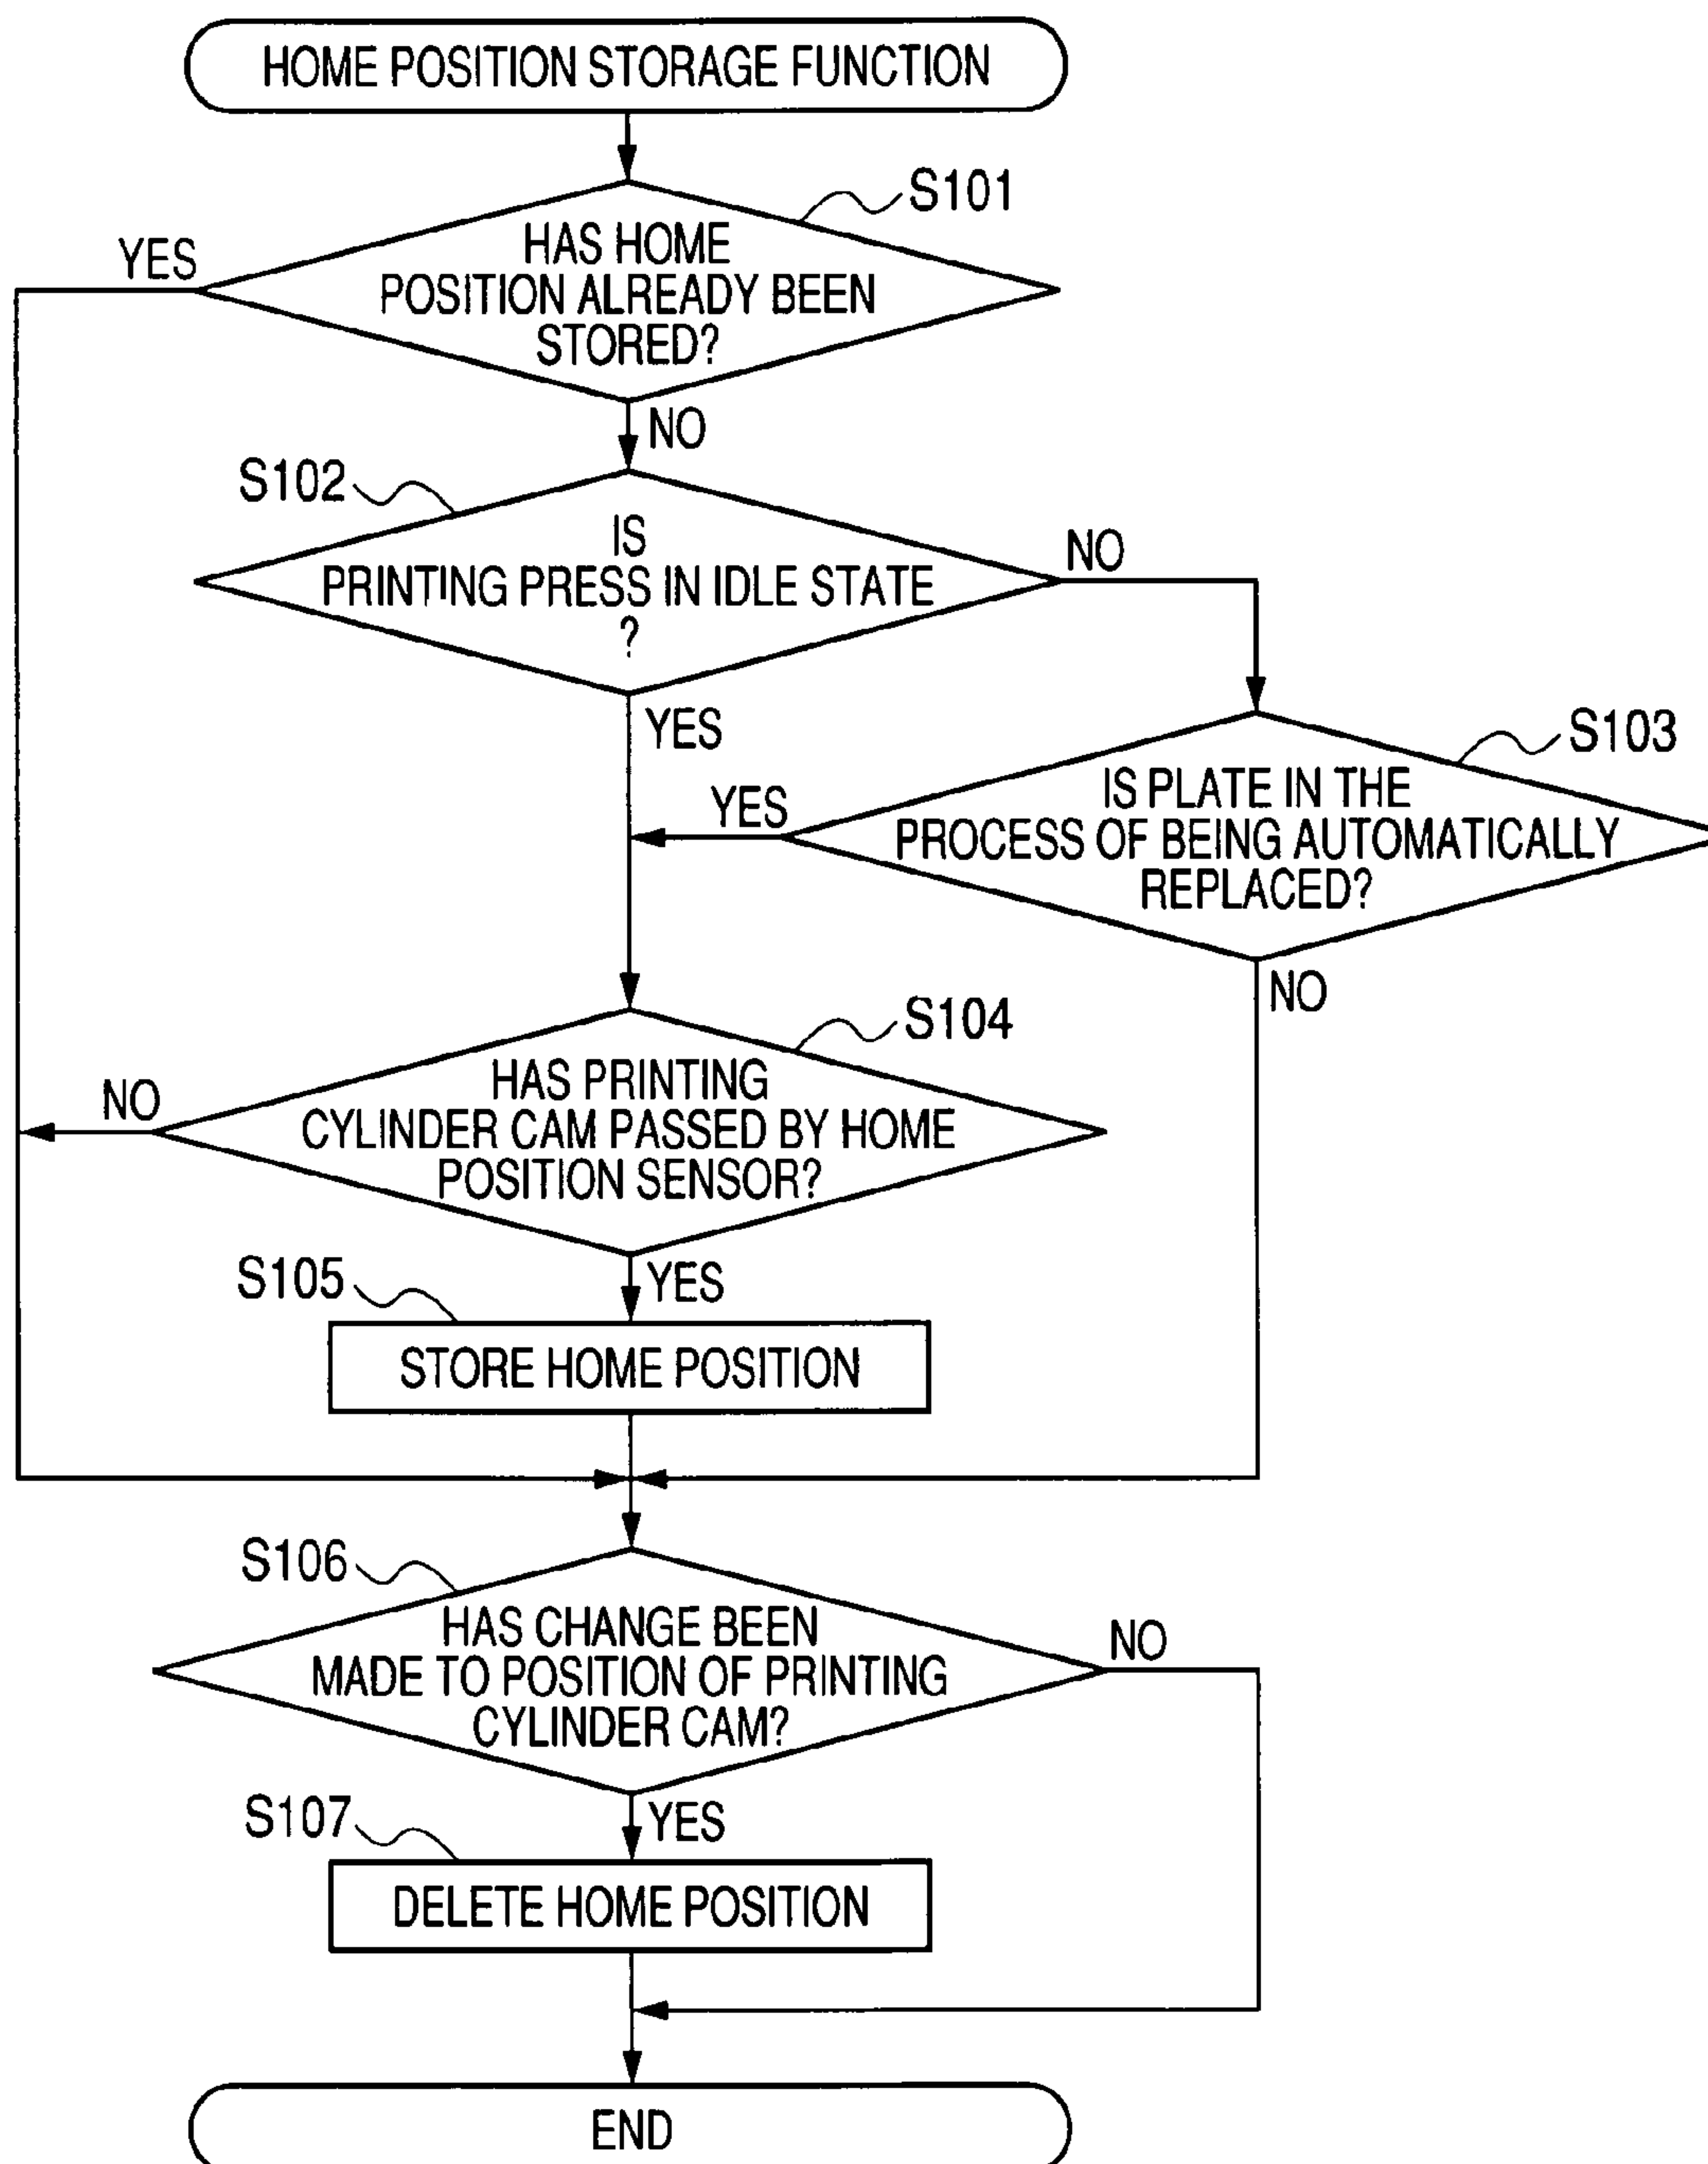 HOME POSITION STORAGE FUNCTION
S101
YES
HAS HOME
POSITION ALREADY BEEN
STORED?
NO
S102
IS
PRINTING PRESS IN IDLE STATE
?
NO
YES
S103
IS PLATE IN THE
PROCESS OF BEING AUTOMATICALLY
REPLACED?
YES
NO
S104
HAS PRINTING
CYLINDER CAM PASSED BY HOME
POSITION SENSOR?
NO
YES
S105
STORE HOME POSITION
S106
HAS CHANGE BEEN
MADE TO POSITION OF PRINTING
CYLINDER CAM?
NO
YES
S107
DELETE HOME POSITION
END